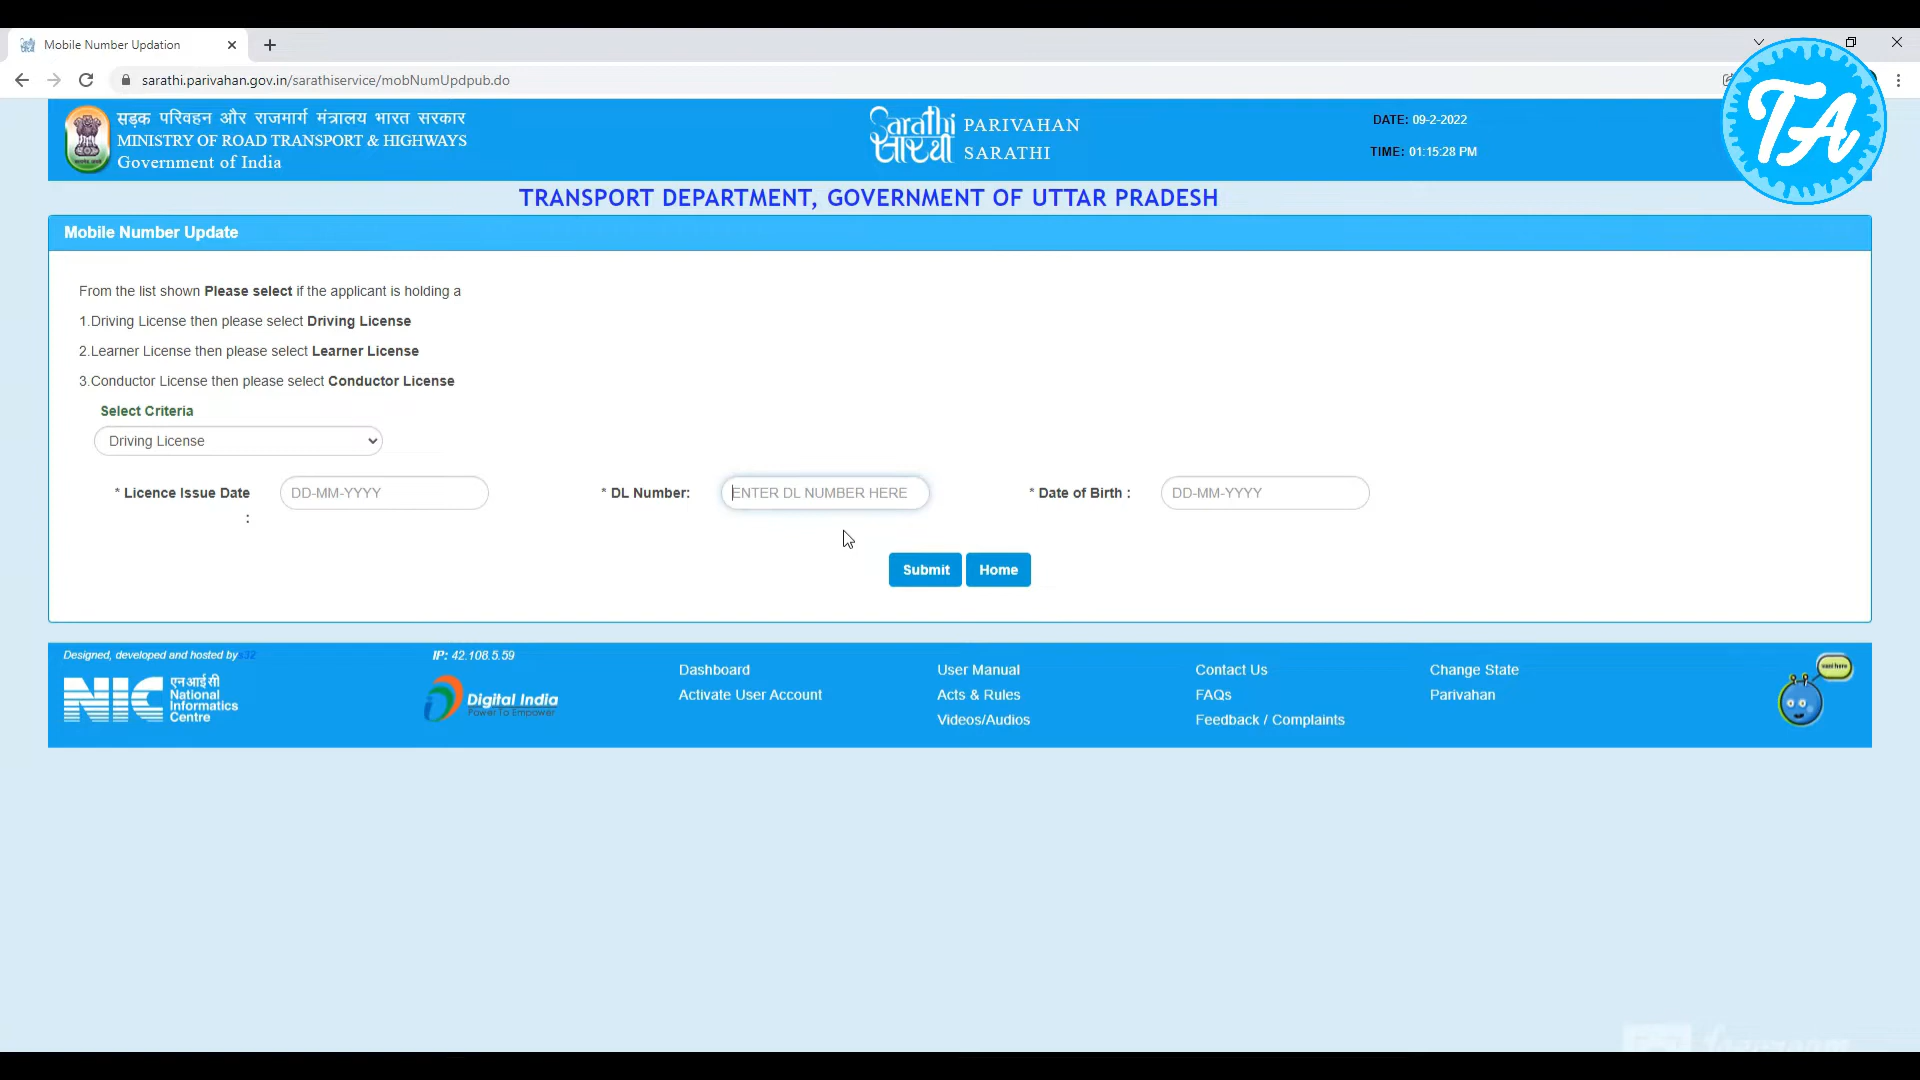 Mobile Number Updation
sarathi.parivahan.gov.in/sarathiservice/mobNumUpdpub.do
सड़क परिवहन और राजमार्ग मंत्रालय भारत सरकार
MINISTRY OF ROAD TRANSPORT & HIGHWAYS
Government of India
Sarathi
सारथी
PARIVAHAN
SARATHI
DATE: 09-2-2022
TIME: 01:15:28 PM
TA
TRANSPORT DEPARTMENT, GOVERNMENT OF UTTAR PRADESH
Mobile Number Update
From the list shown Please select if the applicant is holding a
1.Driving License then please select Driving License
2.Learner License then please select Learner License
3.Conductor License then please select Conductor License
Select Criteria
Driving License
* Licence Issue Date : DD-MM-YYYY * DL Number: ENTER DL NUMBER HERE * Date of Birth : DD-MM-YYYY
Submit Home
Designed, developed and hosted by s32
NIC
एनआईसी
National
Informatics
Centre
IP: 42.108.5.59
Digital India
Power To Empower
Dashboard
Activate User Account
User Manual
Acts & Rules
Videos/Audios
Contact Us
FAQs
Feedback / Complaints
Change State
Parivahan